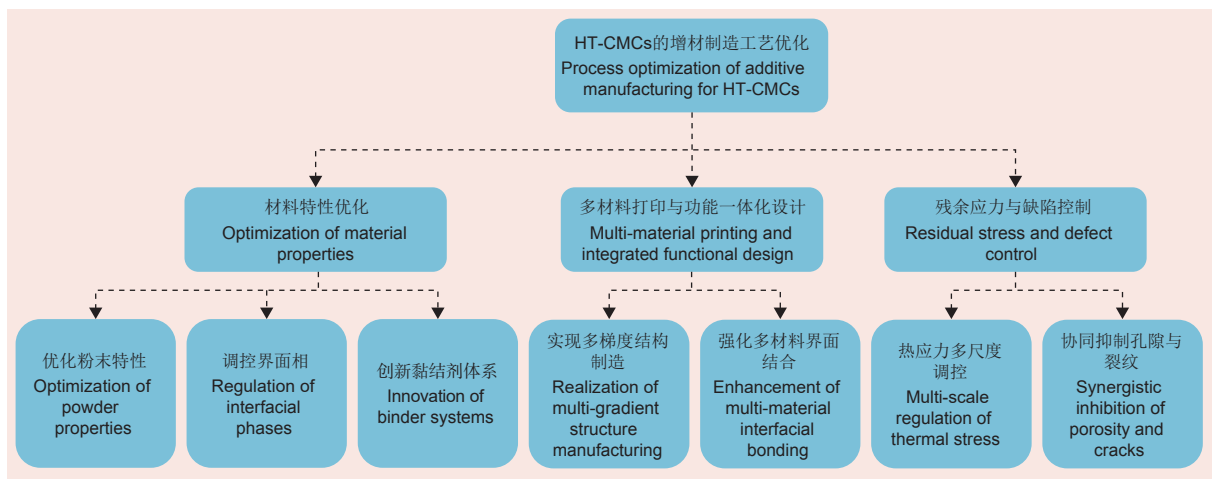 HT-CMCs的增材制造工艺优化
Process optimization of additive
manufacturing for HT-CMCs
材料特性优化
Optimization of material
properties
多材料打印与功能一体化设计
Multi-material printing and
integrated functional design
残余应力与缺陷控制
Residual stress and defect
control
优化粉末特性
Optimization of
powder
properties
调控界面相
Regulation of
interfacial
phases
创新黏结剂体系
Innovation of
binder systems
实现多梯度结构
制造
Realization of
multi-gradient
structure
manufacturing
强化多材料界面
结合
Enhancement of
multi-material
interfacial
bonding
热应力多尺度
调控
Multi-scale
regulation of
thermal stress
协同抑制孔隙与
裂纹
Synergistic
inhibition of
porosity and
cracks